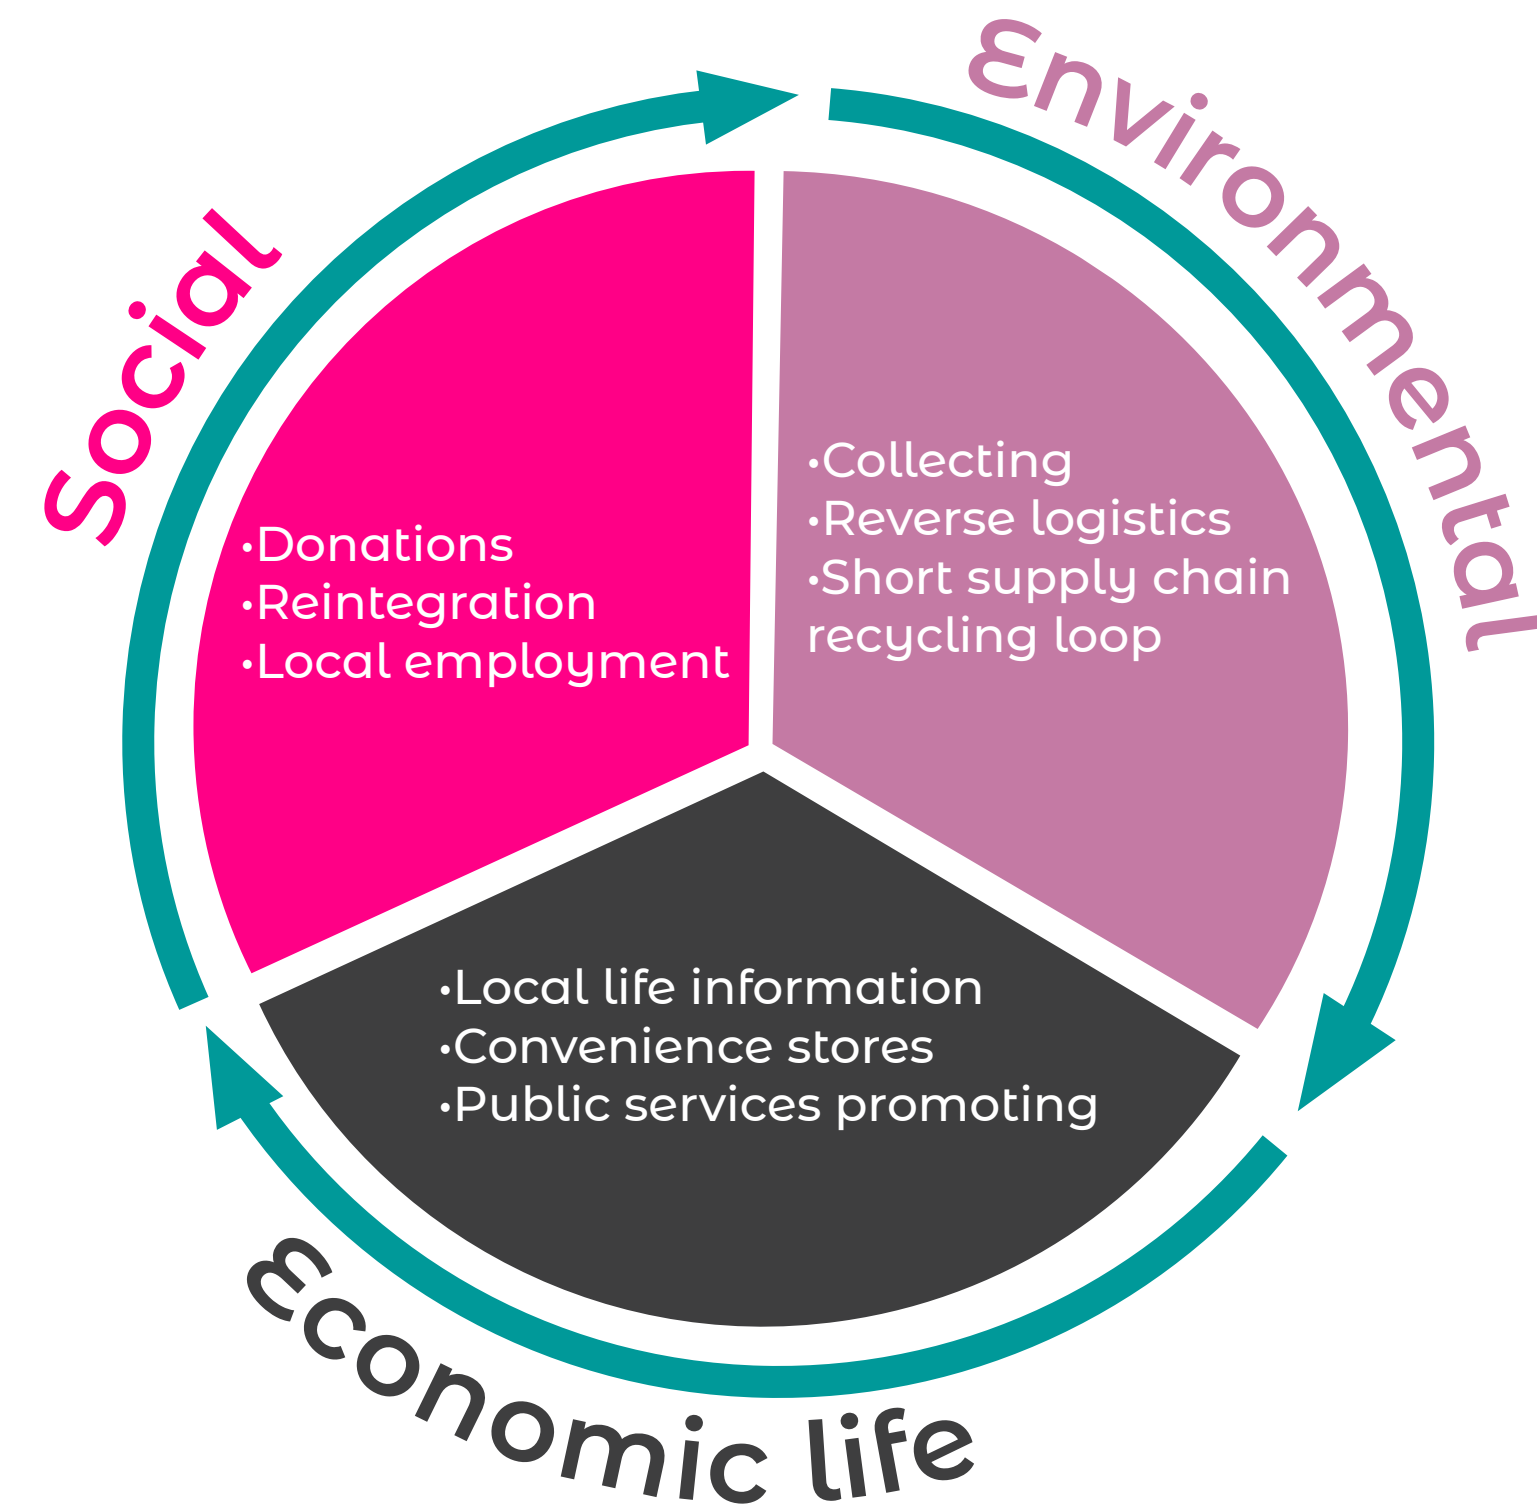 Social
•Donations
•Reintegration
•Local employment
Environmental
•Collecting
•Reverse logistics
•Short supply chain
recycling loop
•Local life information
•Convenience stores
•Public services promoting
Economic life